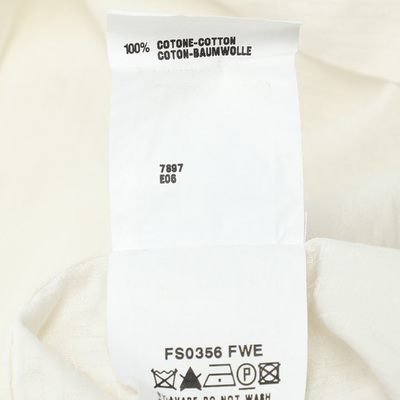 100% COTONE-COTTON
COTON-BAUMWOLLE
7897
E06
FS0356 FWE
P
DO NOT WASH